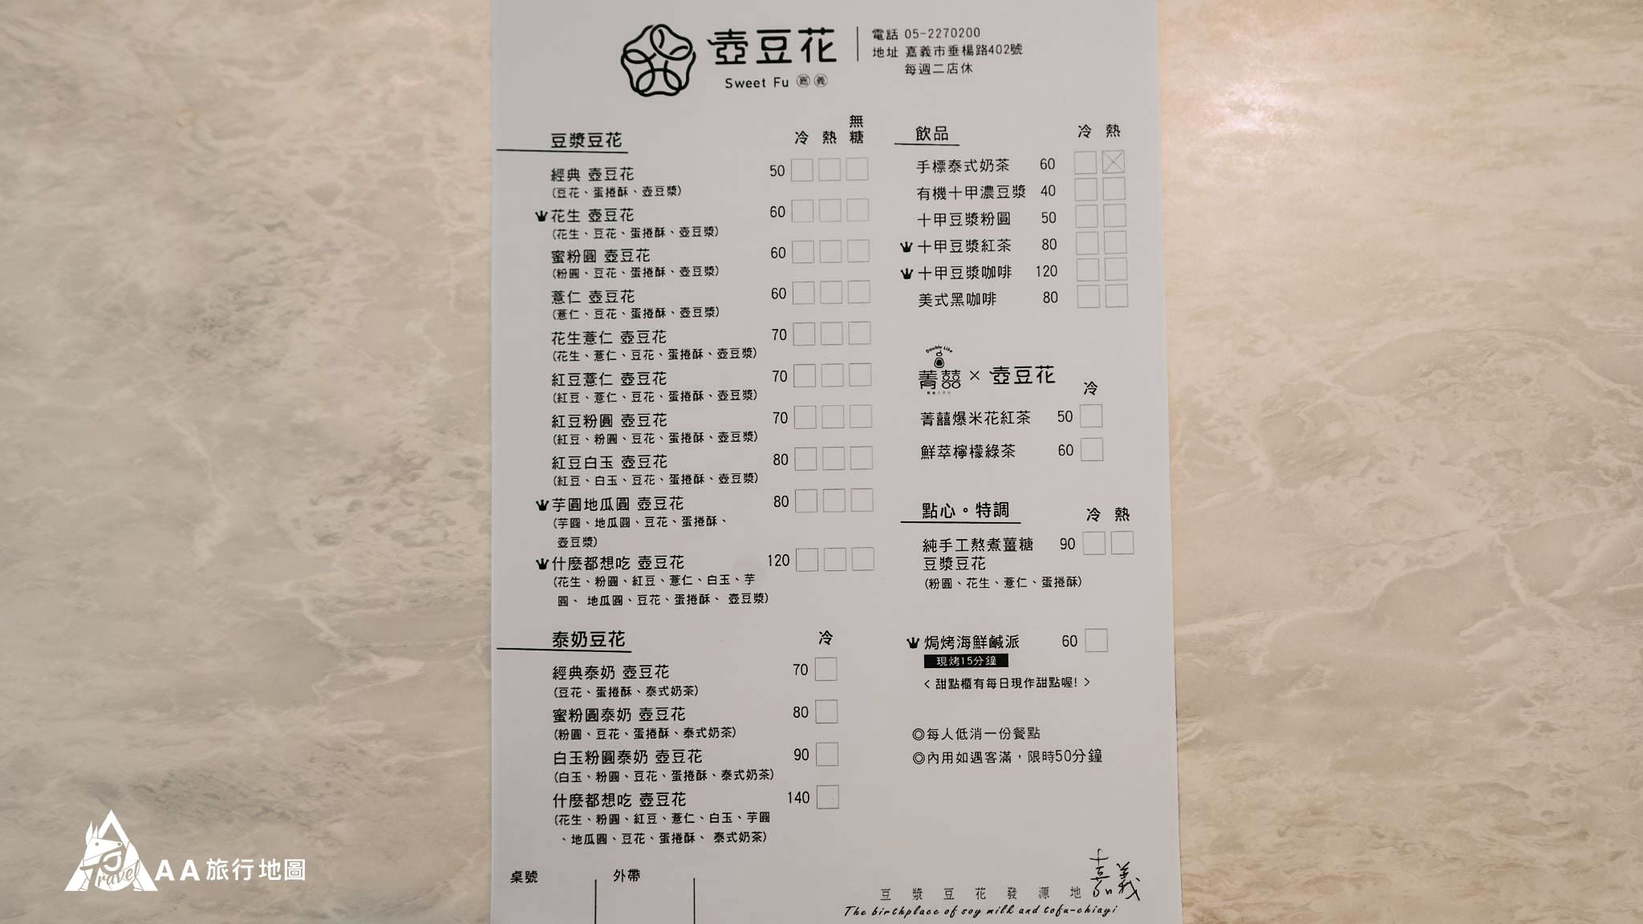 壺豆花
Sweet Fu 嘉義
電話 05-2270200
地址 嘉義市垂楊路402號
每週二店休
豆漿豆花 冷 熱 無糖
經典 壺豆花 50
(豆花、蛋捲酥、壺豆漿)
花生 壺豆花 60
(花生、豆花、蛋捲酥、壺豆漿)
蜜粉圓 壺豆花 60
(粉圓、豆花、蛋捲酥、壺豆漿)
薏仁 壺豆花 60
(薏仁、豆花、蛋捲酥、壺豆漿)
花生薏仁 壺豆花 70
(花生、薏仁、豆花、蛋捲酥、壺豆漿)
紅豆薏仁 壺豆花 70
(紅豆、薏仁、豆花、蛋捲酥、壺豆漿)
紅豆粉圓 壺豆花 70
(紅豆、粉圓、豆花、蛋捲酥、壺豆漿)
紅豆白玉 壺豆花 80
(紅豆、白玉、豆花、蛋捲酥、壺豆漿)
芋圓地瓜圓 壺豆花 80
(芋圓、地瓜圓、豆花、蛋捲酥、
壺豆漿)
什麼都想吃 壺豆花 120
(花生、粉圓、紅豆、薏仁、白玉、芋
圓、 地瓜圓、豆花、蛋捲酥、 壺豆漿)
泰奶豆花 冷
經典泰奶 壺豆花 70
(豆花、蛋捲酥、泰式奶茶)
蜜粉圓泰奶 壺豆花 80
(粉圓、豆花、蛋捲酥、泰式奶茶)
白玉粉圓泰奶 壺豆花 90
(白玉、粉圓、豆花、蛋捲酥、泰式奶茶)
什麼都想吃 壺豆花 140
(花生、粉圓、紅豆、薏仁、白玉、芋圓
、地瓜圓、豆花、蛋捲酥、 泰式奶茶)
桌號 外帶
飲品 冷 熱
手標泰式奶茶 60
有機十甲濃豆漿 40
十甲豆漿粉圓 50
十甲豆漿紅茶 80
十甲豆漿咖啡 120
美式黑咖啡 80
Double Like
菁囍 × 壺豆花 冷
菁囍爆米花紅茶 50
鮮萃檸檬綠茶 60
點心。特調 冷 熱
純手工熬煮薑糖 90
豆漿豆花
(粉圓、花生、薏仁、蛋捲酥)
焗烤海鮮鹹派 60
現烤15分鐘
< 甜點櫃有每日現作甜點喔! >
◎每人低消一份餐點
◎內用如遇客滿，限時50分鐘
豆漿豆花發源地 嘉義
The birthplace of soy milk and tofu-chiayi
Travel
AA旅行地圖